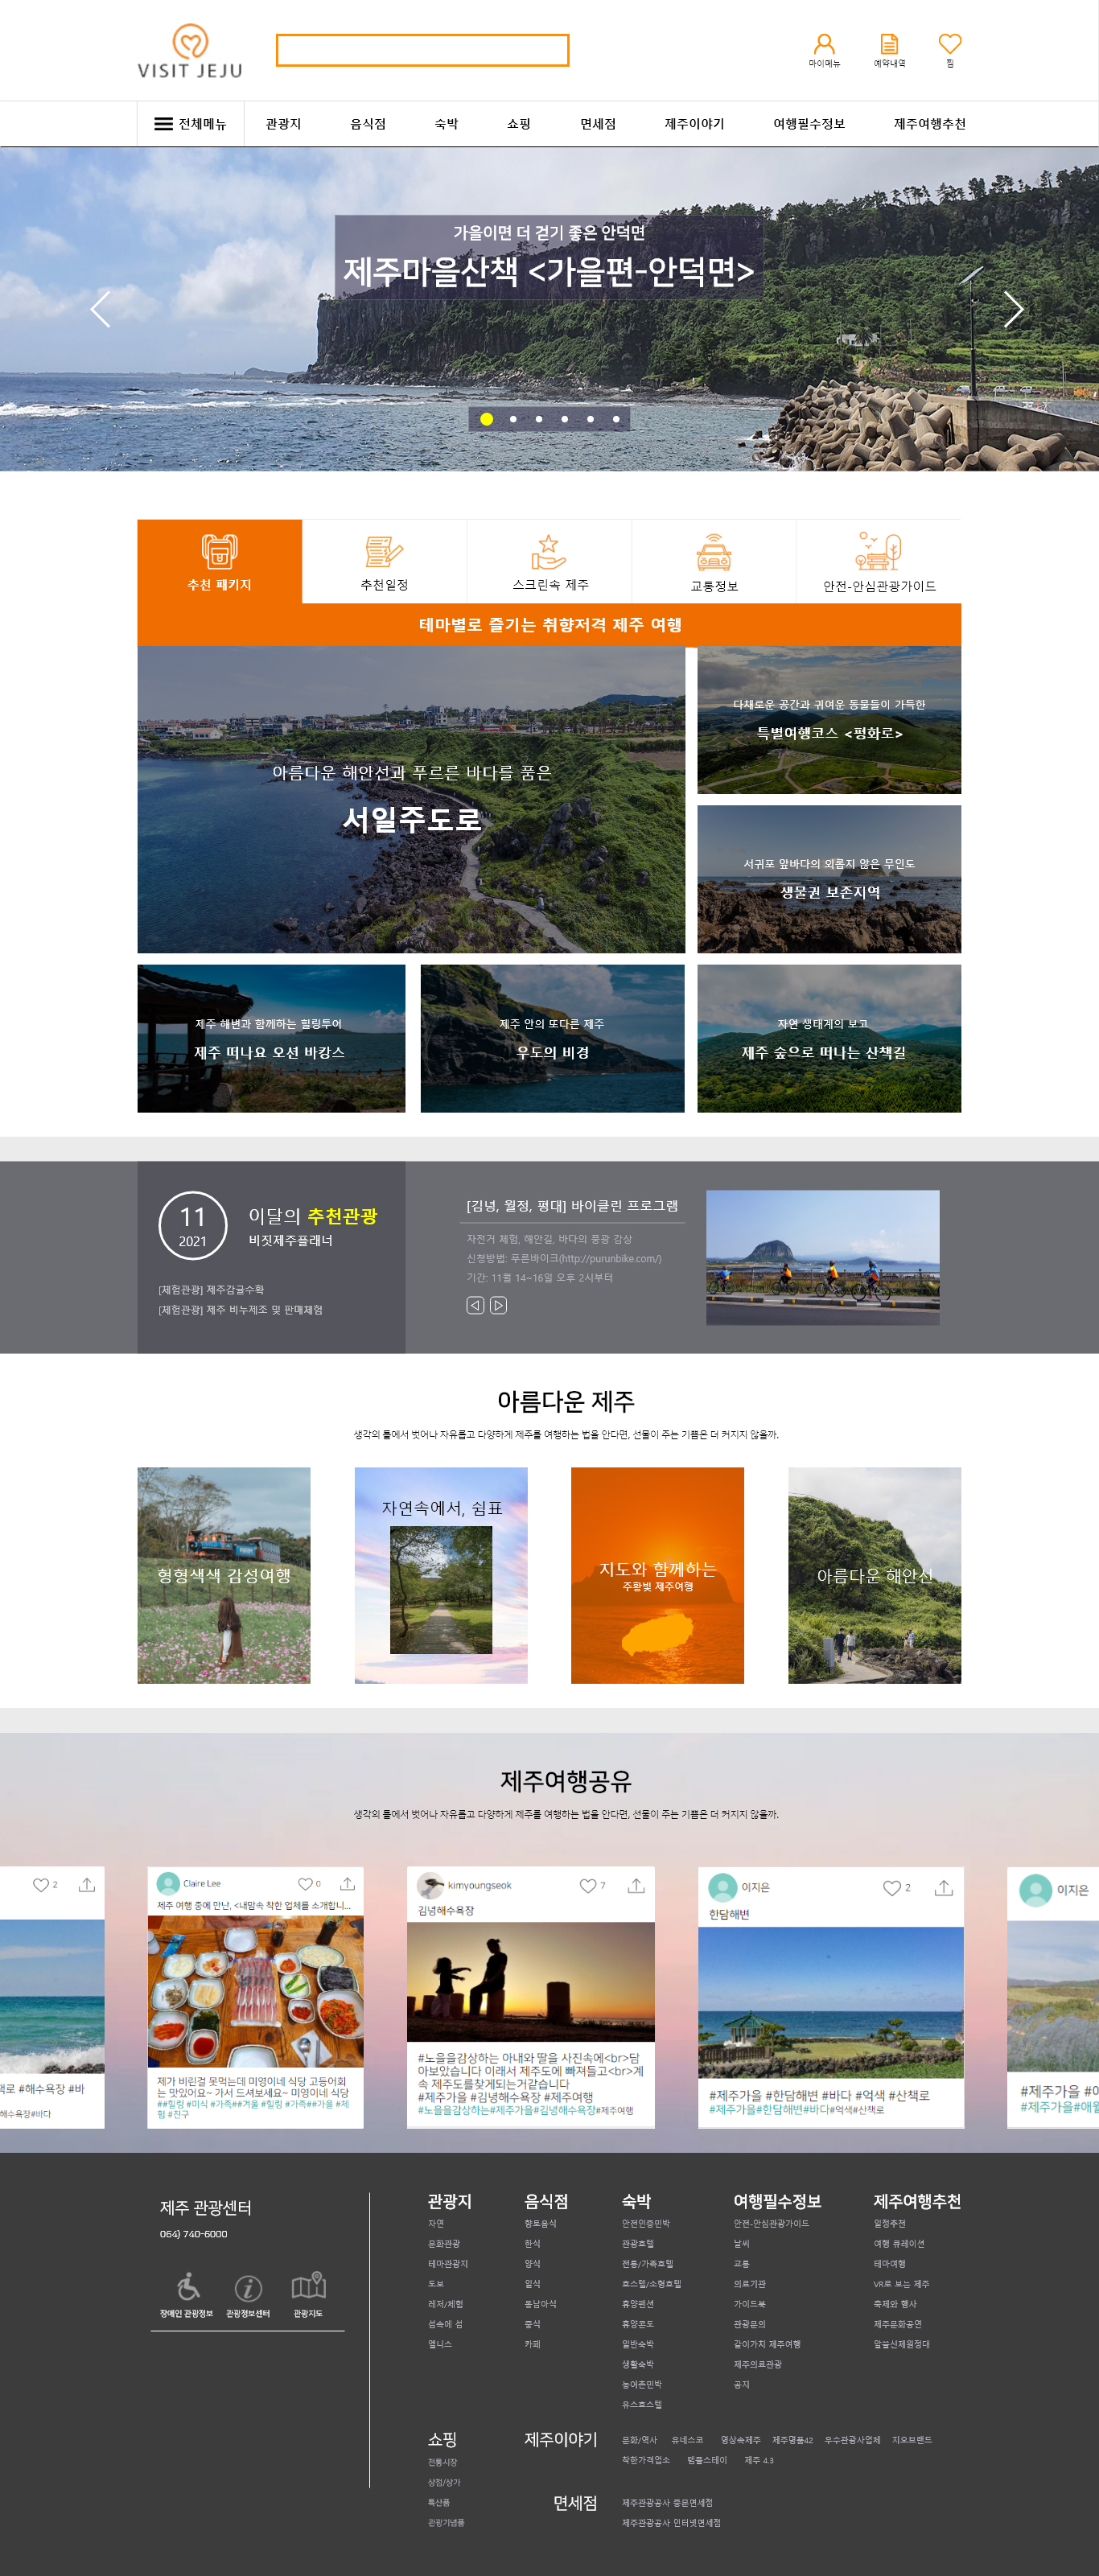 VISIT JEJU
마이메뉴
예약내역
찜
전체메뉴
관광지
음식점
숙박
쇼핑
면세점
제주이야기
여행필수정보
제주여행추천
가을이면 더 걷기 좋은 안덕면
제주마을산책 <가을편-안덕면>
추천 패키지
추천일정
스크린속 제주
교통정보
안전-안심관광가이드
테마별로 즐기는 취향저격 제주 여행
아름다운 해안선과 푸르른 바다를 품은
서일주도로
다채로운 공간과 귀여운 동물들이 가득한
특별여행코스 <평화로>
서귀포 앞바다의 외롭지 않은 무인도
생물권 보존지역
제주 해변과 함께하는 힐링투어
제주 떠나요 오션 바캉스
제주 안의 또다른 제주
우도의 비경
자연 생태계의 보고
제주 숲으로 떠나는 산책길
11
2021
이달의 추천관광
비짓제주플래너
[체험관광] 제주감귤수확
[체험관광] 제주 비누제조 및 판매체험
[김녕, 월정, 평대] 바이클린 프로그램
자전거 체험, 해안길, 바다의 풍광 감상
신청방법: 푸른바이크(http://purunbike.com/)
기간: 11월 14~16일 오후 2시부터
아름다운 제주
생각의 틀에서 벗어나 자유롭고 다양하게 제주를 여행하는 법을 안다면, 선물이 주는 기쁨은 더 커지지 않을까.
형형색색 감성여행
자연속에서, 쉼표
지도와 함께하는
주황빛 제주여행
아름다운 해안선
제주여행공유
생각의 틀에서 벗어나 자유롭고 다양하게 제주를 여행하는 법을 안다면, 선물이 주는 기쁨은 더 커지지 않을까.
2
책로 #해수욕장 #바
해수욕장#바다
Claire Lee
0
제주 여행 중에 만난, <내맘속 착한 업체를 소개합니...
제가 비린걸 못먹는데 미영이네 식당 고등어회
는 맛있어요~ 가서 드셔보세요~ 미영이네 식당
##힐링 #미식 #가족##겨울 #힐링 #가족##가을 #체
험 #친구
kimyoungseok
7
김녕해수욕장
#노을을감상하는 아내와 딸을 사진속에<br>담
아보았습니다 이래서 제주도에 빠져들고<br>계
속 제주도를찾게되는거같습니다
#제주가을 #김녕해수욕장 #제주여행
#노을을감상하는#제주가을#김녕해수욕장#제주여행
이지은
2
한담해변
#제주가을 #한담해변 #바다 #억새 #산책로
#제주가을#한담해변#바다#억새#산책로
이지은
#제주가을 #
#제주가을#애월
제주 관광센터
064) 740-6000
장애인 관광정보
관광정보센터
관광지도
관광지
자연
문화관광
테마관광지
도보
레저/체험
섬속에 섬
웰니스
음식점
향토음식
한식
양식
일식
동남아식
중식
카페
숙박
안전인증민박
관광호텔
전통/가족호텔
호스텔/소형호텔
휴양펜션
휴양콘도
일반숙박
생활숙박
농어촌민박
유스호스텔
여행필수정보
안전-안심관광가이드
날씨
교통
의료기관
가이드북
관광문의
같이가치 제주여행
제주의료관광
공지
제주여행추천
일정추천
여행 큐레이션
테마여행
VR로 보는 제주
축제와 행사
제주문화공연
알쓸신제원정대
쇼핑
전통시장
상점/상가
특산품
관광기념품
제주이야기
문화/역사 유네스코 영상속제주 제주명품42 우수관광사업체 지오브랜드
착한가격업소 템플스테이 제주 4.3
면세점
제주관광공사 중문면세점
제주관광공사 인터넷면세점